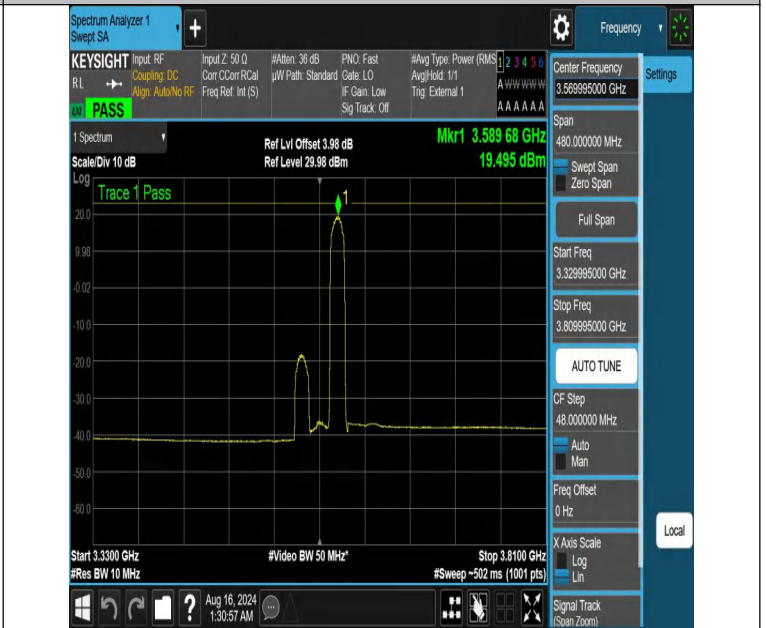 Spectrum Analyzer 1
Swept SA
+
Frequency
KEYSIGHT
RL
PASS
Input: RF
Coupling: DC
Align: Auto/No RF
Input Z: 50 Ω
Corr CCorr RCal
Freq Ref: Int (S)
#Atten: 36 dB
µW Path: Standard
PNO: Fast
Gate: LO
IF Gain: Low
Sig Track: Off
#Avg Type: Power (RMS
Avg|Hold: 1/1
Trig: External 1
1 2 3 4 5 6
A W W W W W
A A A A A A
1 Spectrum
Scale/Div 10 dB
Ref Lvl Offset 3.98 dB
Ref Level 29.98 dBm
Mkr1 3.589 68 GHz
19.495 dBm
Log
Trace 1 Pass
1
20.0
9.98
-0.02
-10.0
-20.0
-30.0
-40.0
-50.0
-60.0
Start 3.3300 GHz
#Res BW 10 MHz
#Video BW 50 MHz*
Stop 3.8100 GHz
#Sweep ~502 ms (1001 pts)
Aug 16, 2024
1:30:57 AM
Center Frequency
3.569995000 GHz
Settings
Span
480.000000 MHz
Swept Span
Zero Span
Full Span
Start Freq
3.329995000 GHz
Stop Freq
3.809995000 GHz
AUTO TUNE
CF Step
48.000000 MHz
Auto
Man
Freq Offset
0 Hz
X Axis Scale
Log
Lin
Local
Signal Track
(Span Zoom)